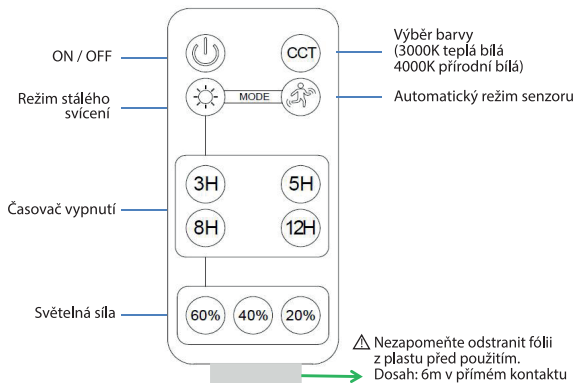 ON / OFF
CCT
Výběr barvy
(3000K teplá bílá
4000K přírodní bílá)
Režim stálého
svícení
MODE
Automatický režim senzoru
Časovač vypnutí
3H
5H
8H
12H
Světelná síla
60%
40%
20%
⚠ Nezapomeňte odstranit fólii
z plastu před použitím.
Dosah: 6m v přímém kontaktu